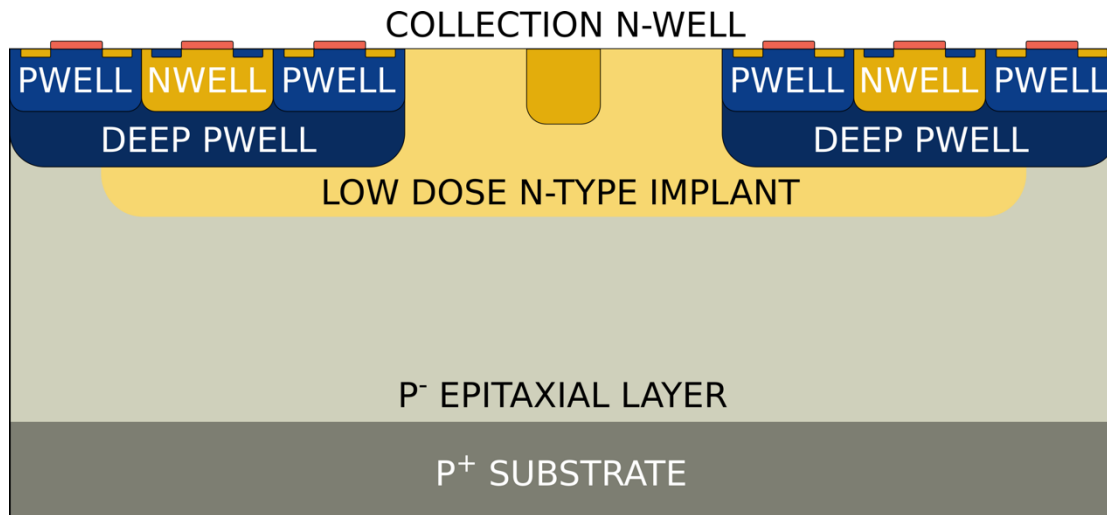 COLLECTION N-WELL
PWELL NWELL PWELL PWELL NWELL PWELL
DEEP PWELL DEEP PWELL
LOW DOSE N-TYPE IMPLANT
P⁻ EPITAXIAL LAYER
P⁺ SUBSTRATE